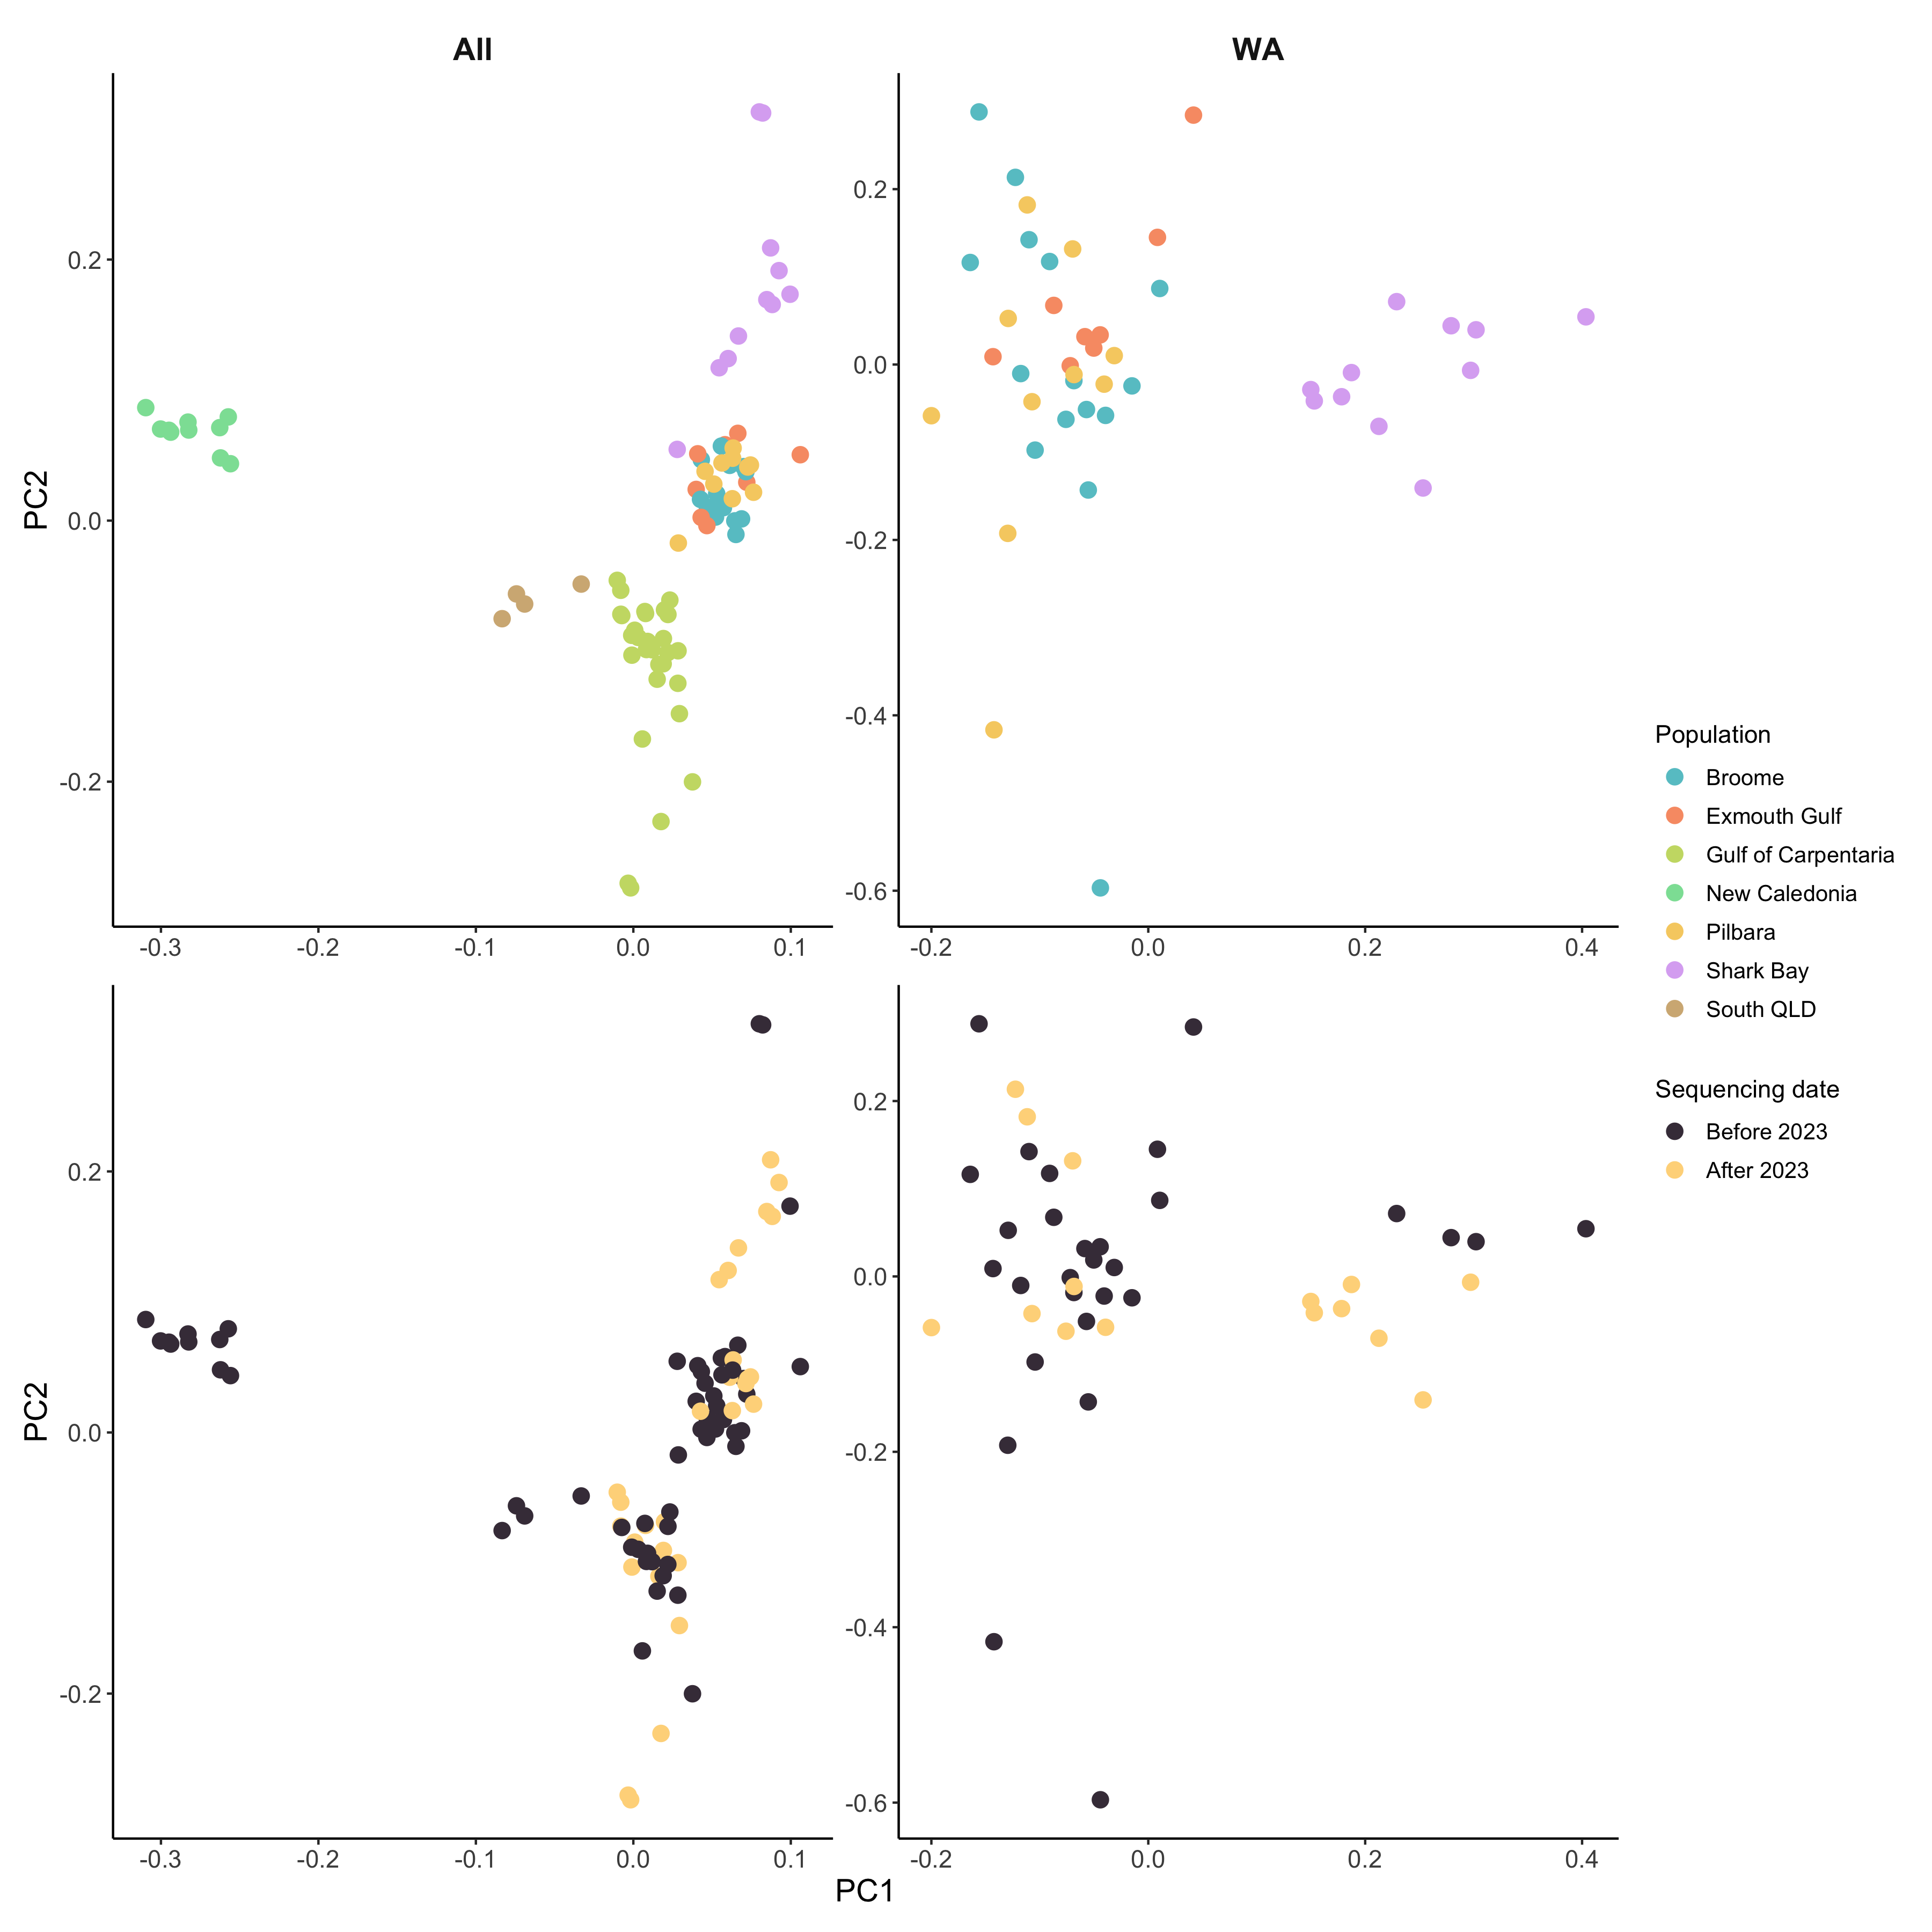 All
WA
PC2
0.2
0.0
-0.2
-0.3
-0.2
-0.1
0.0
0.1
0.2
0.0
-0.2
-0.4
-0.6
-0.2
0.0
0.2
0.4
Population
Broome
Exmouth Gulf
Gulf of Carpentaria
New Caledonia
Pilbara
Shark Bay
South QLD
Sequencing date
Before 2023
After 2023
PC2
0.2
0.0
-0.2
-0.3
-0.2
-0.1
0.0
0.1
0.2
0.0
-0.2
-0.4
-0.6
-0.2
0.0
0.2
0.4
PC1